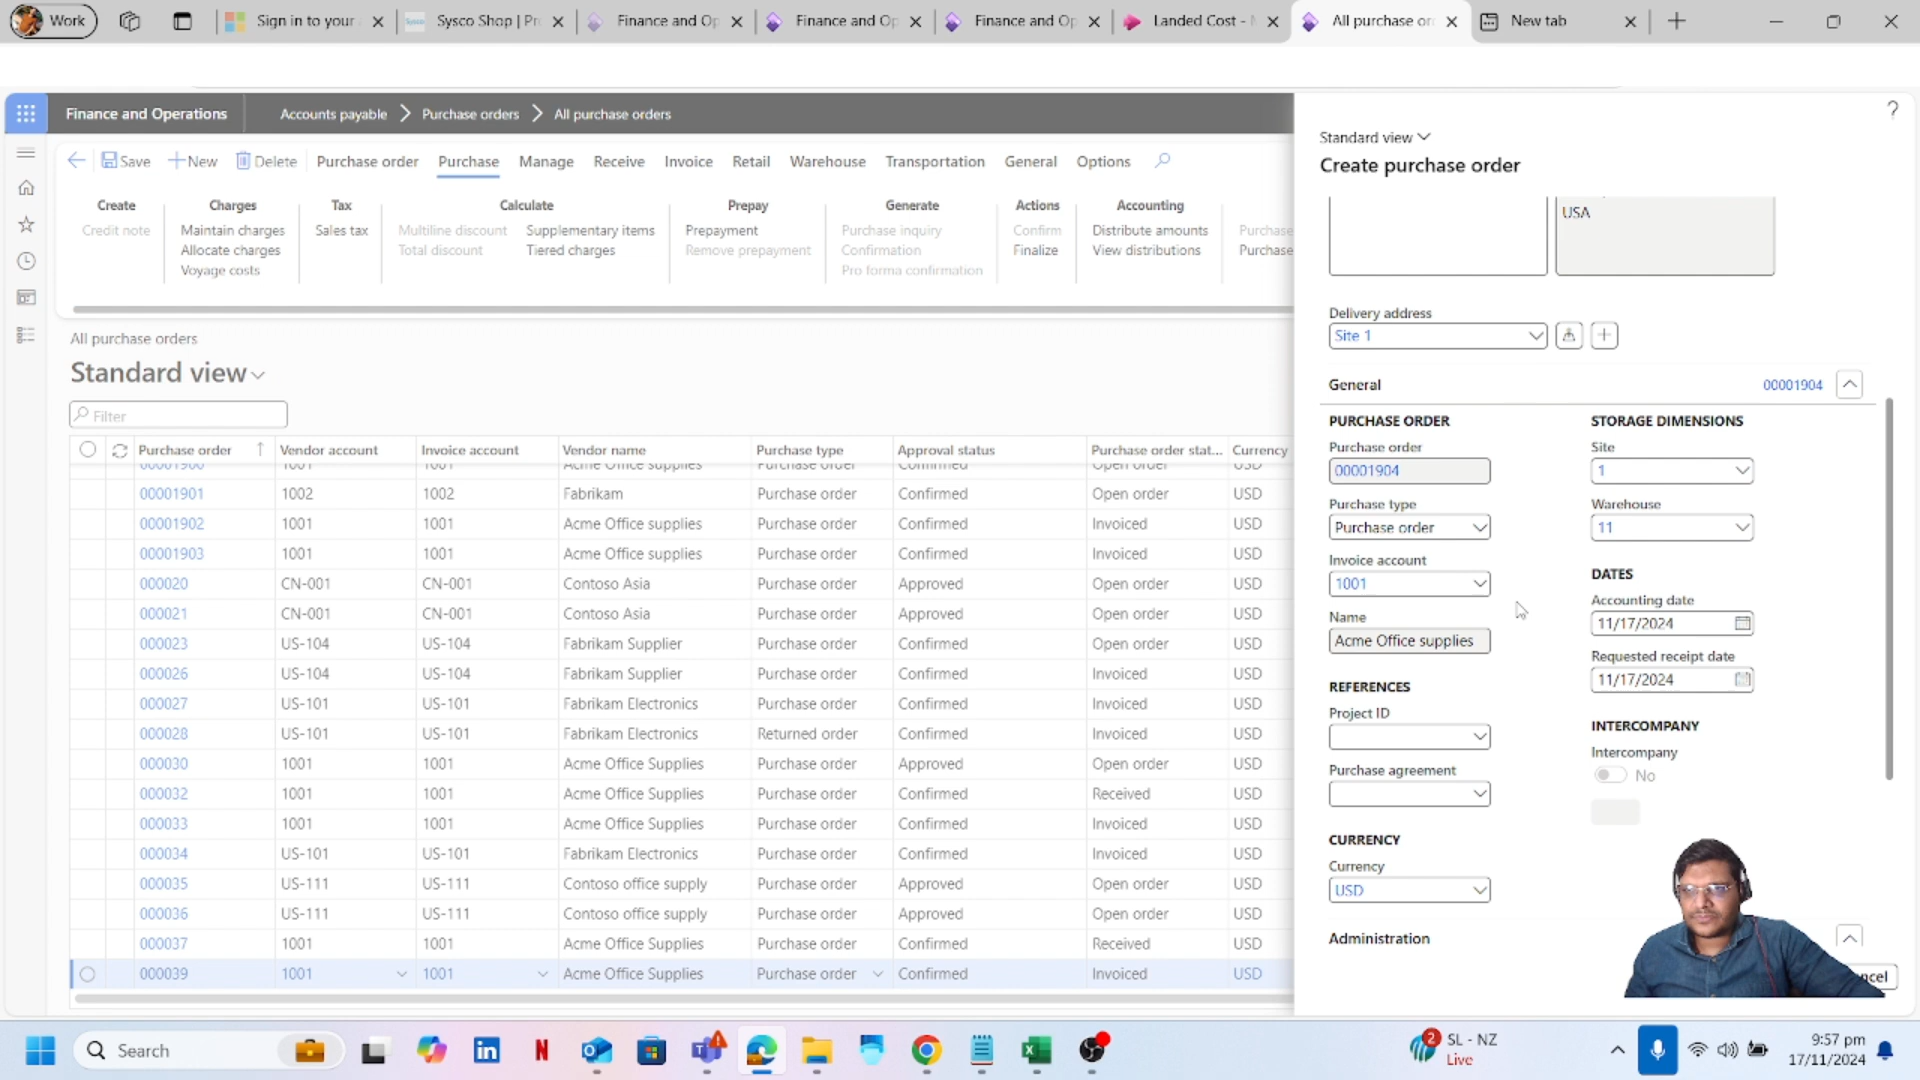 Work
Sign in to your
Sysco Shop | Pr
Finance and Op
Finance and Op
Finance and Op
Landed Cost -
All purchase or
New tab
Finance and Operations
Accounts payable
Purchase orders
All purchase orders
Save
New
Delete
Purchase order
Purchase
Manage
Receive
Invoice
Retail
Warehouse
Transportation
General
Options
Create
Credit note
Charges
Maintain charges
Allocate charges
Voyage costs
Tax
Sales tax
Calculate
Multiline discount
Total discount
Supplementary items
Tiered charges
Prepay
Prepayment
Remove prepayment
Generate
Purchase inquiry
Confirmation
Pro forma confirmation
Actions
Confirm
Finalize
Accounting
Distribute amounts
View distributions
Purchase
Purchase
All purchase orders
Standard view
Filter
Purchase order Vendor account Invoice account Vendor name Purchase type Approval status Purchase order stat... Currency
00001900 1001 1001 Acme Office supplies Purchase order Confirmed Open order USD
00001901 1002 1002 Fabrikam Purchase order Confirmed Open order USD
00001902 1001 1001 Acme Office supplies Purchase order Confirmed Invoiced USD
00001903 1001 1001 Acme Office supplies Purchase order Confirmed Invoiced USD
000020 CN-001 CN-001 Contoso Asia Purchase order Approved Open order USD
000021 CN-001 CN-001 Contoso Asia Purchase order Approved Open order USD
000023 US-104 US-104 Fabrikam Supplier Purchase order Confirmed Open order USD
000026 US-104 US-104 Fabrikam Supplier Purchase order Confirmed Invoiced USD
000027 US-101 US-101 Fabrikam Electronics Purchase order Confirmed Invoiced USD
000028 US-101 US-101 Fabrikam Electronics Returned order Confirmed Invoiced USD
000030 1001 1001 Acme Office Supplies Purchase order Approved Open order USD
000032 1001 1001 Acme Office Supplies Purchase order Confirmed Received USD
000033 1001 1001 Acme Office Supplies Purchase order Confirmed Invoiced USD
000034 US-101 US-101 Fabrikam Electronics Purchase order Confirmed Invoiced USD
000035 US-111 US-111 Contoso office supply Purchase order Approved Open order USD
000036 US-111 US-111 Contoso office supply Purchase order Approved Open order USD
000037 1001 1001 Acme Office Supplies Purchase order Confirmed Received USD
000039 1001 1001 Acme Office Supplies Purchase order Confirmed Invoiced USD
?
Standard view
Create purchase order
USA
Delivery address
Site 1
General 00001904
PURCHASE ORDER
Purchase order
00001904
Purchase type
Purchase order
Invoice account
1001
Name
Acme Office supplies
REFERENCES
Project ID
Purchase agreement
CURRENCY
Currency
USD
STORAGE DIMENSIONS
Site
1
Warehouse
11
DATES
Accounting date
11/17/2024
Requested receipt date
11/17/2024
INTERCOMPANY
Intercompany
No
Administration
ncel
Search
2
SL - NZ
Live
9:57 pm
17/11/2024